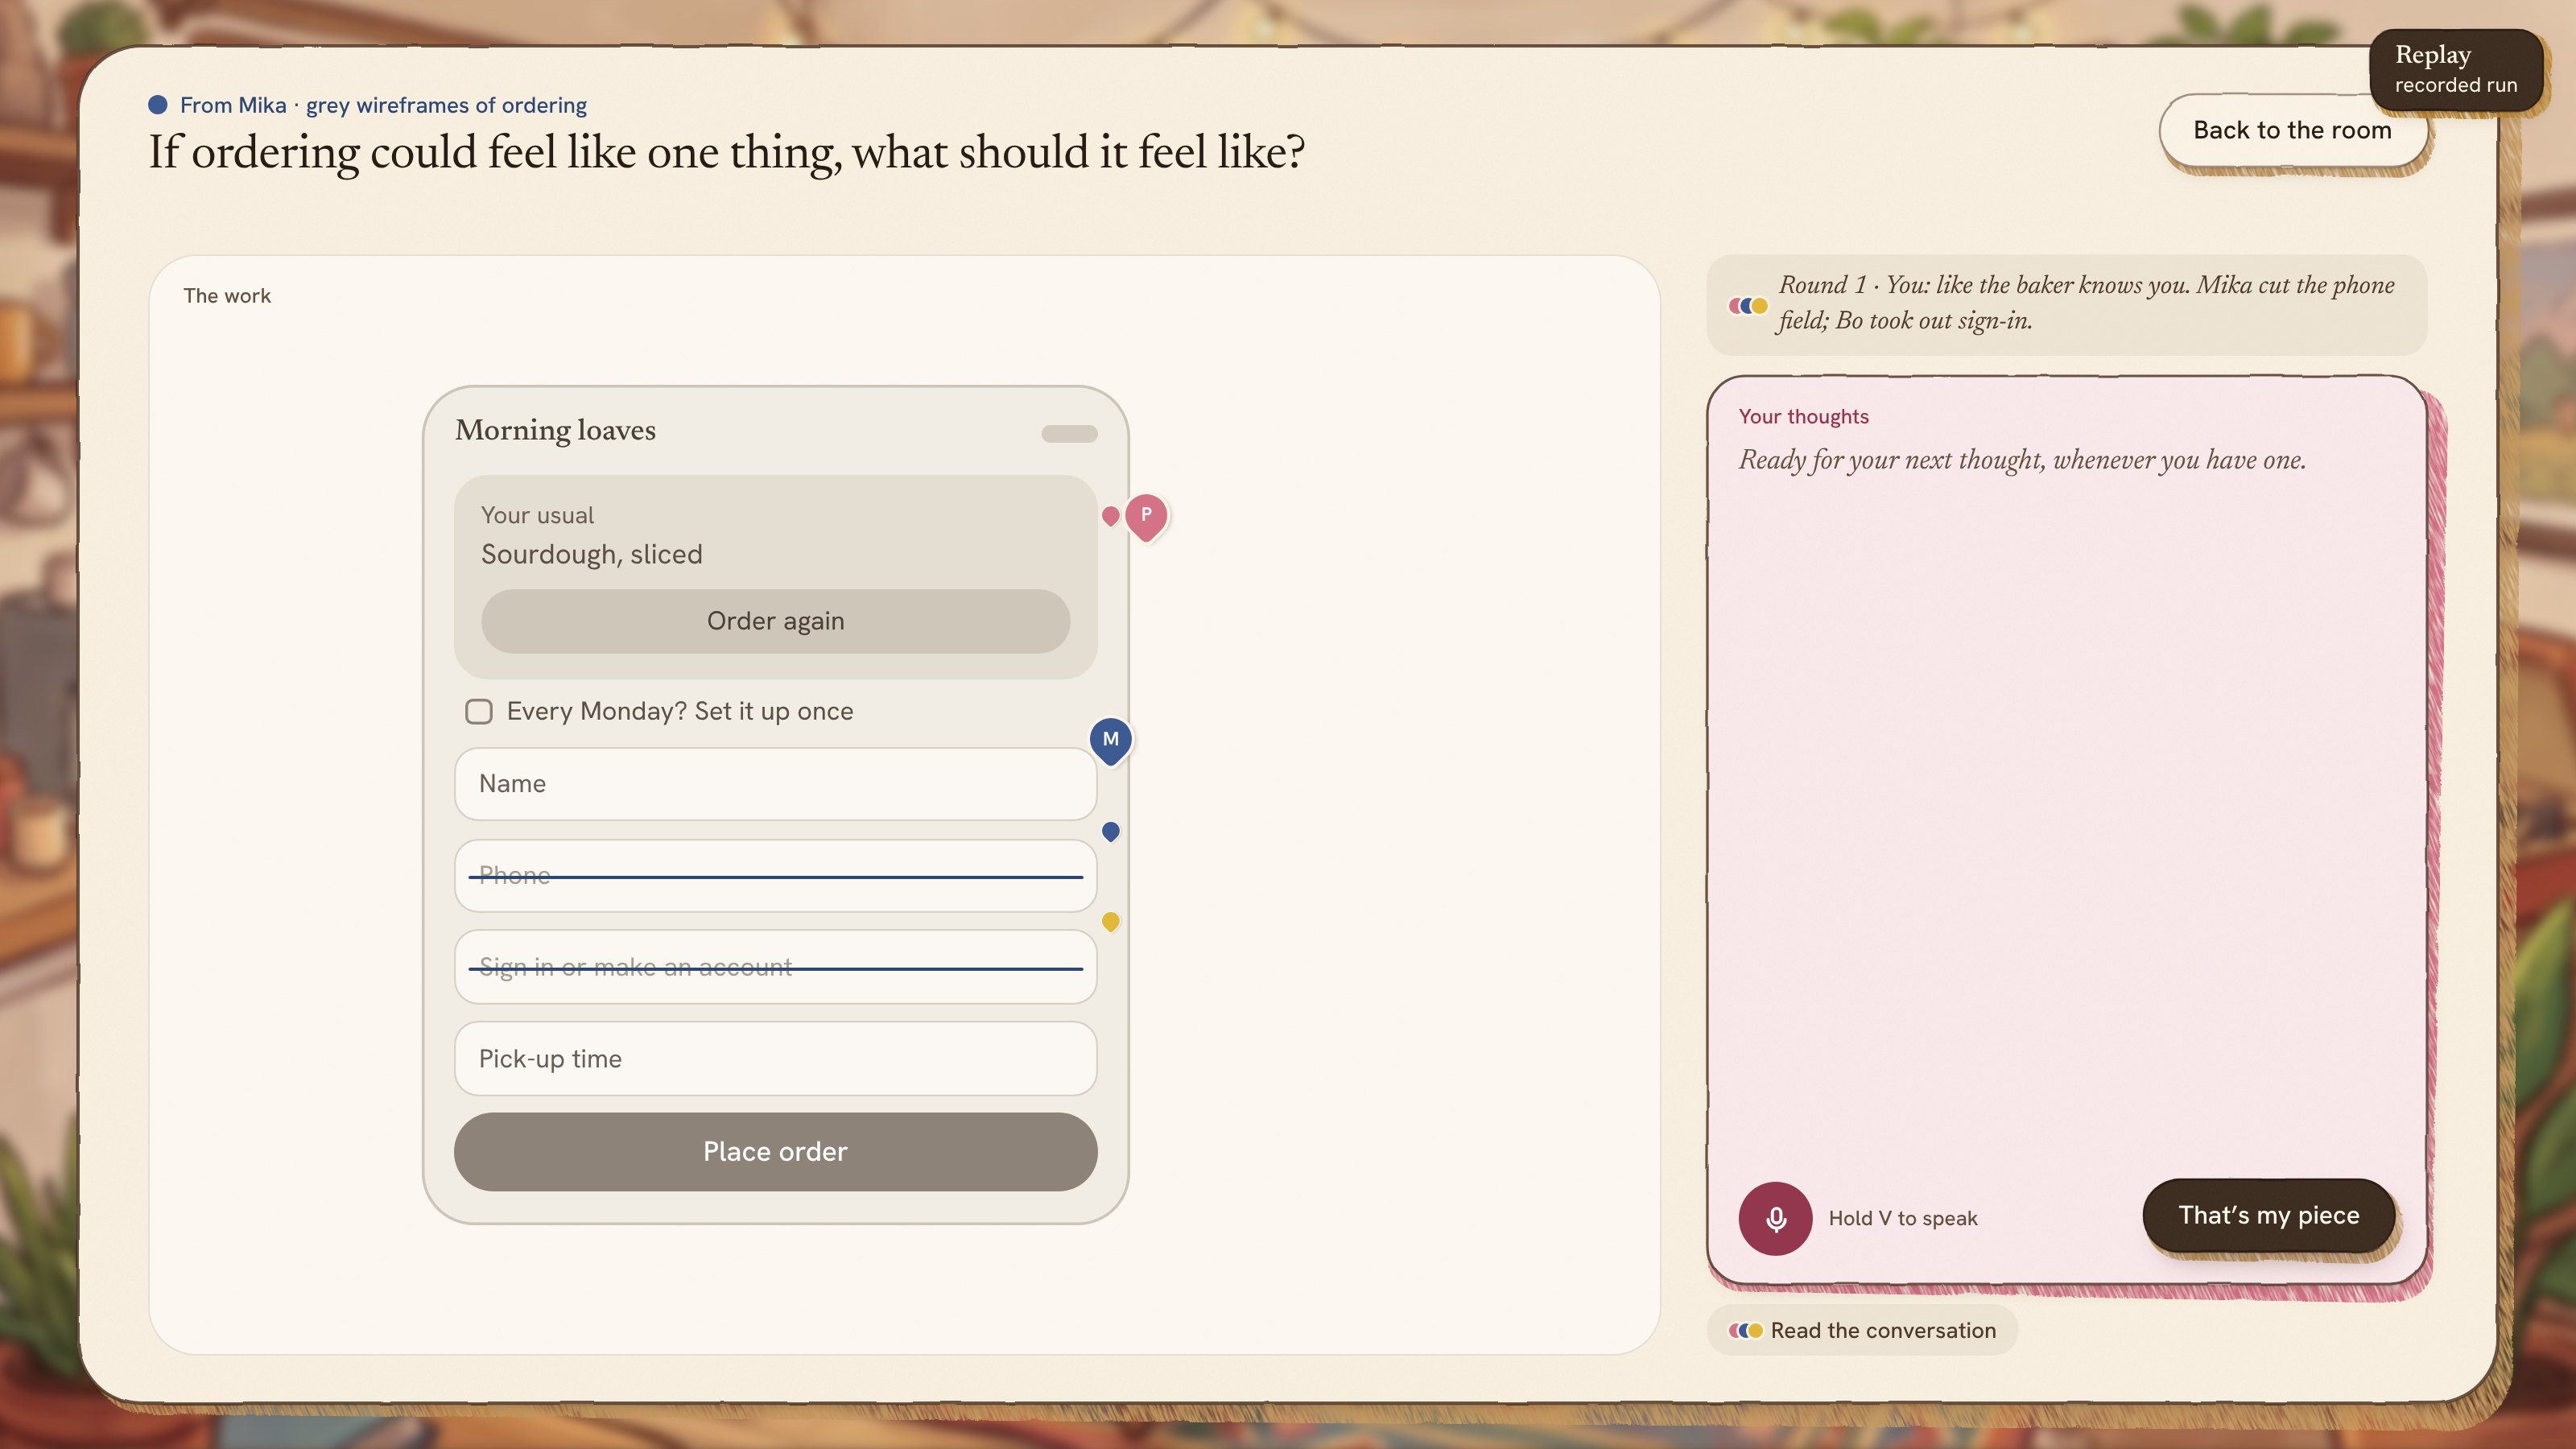 Replay
recorded run
From Mika · grey wireframes of ordering
If ordering could feel like one thing, what should it feel like?
Back to the room
The work
Morning loaves
Your usual
Sourdough, sliced
Order again
P
Every Monday? Set it up once
M
Name
Phone
Sign in or make an account
Pick-up time
Place order
Round 1 · You: like the baker knows you. Mika cut the phone
field; Bo took out sign-in.
Your thoughts
Ready for your next thought, whenever you have one.
Hold V to speak
That’s my piece
Read the conversation